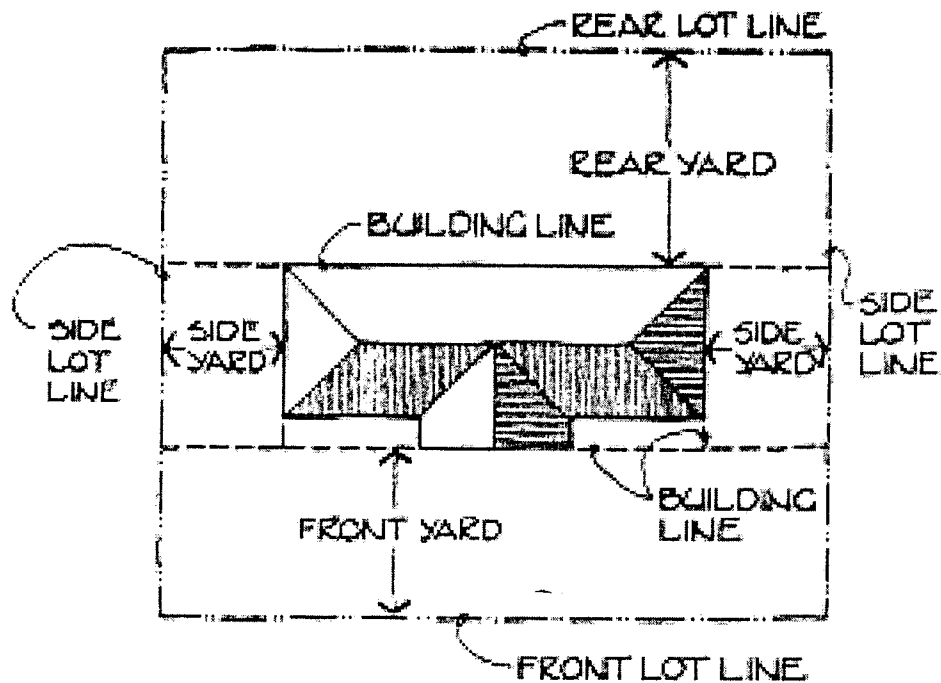 REAR LOT LINE
REAR YARD
BUILDING LINE
SIDE
LOT
LINE
SIDE
YARD
SIDE
YARD
SIDE
LOT
LINE
BUILDING
LINE
FRONT YARD
FRONT LOT LINE